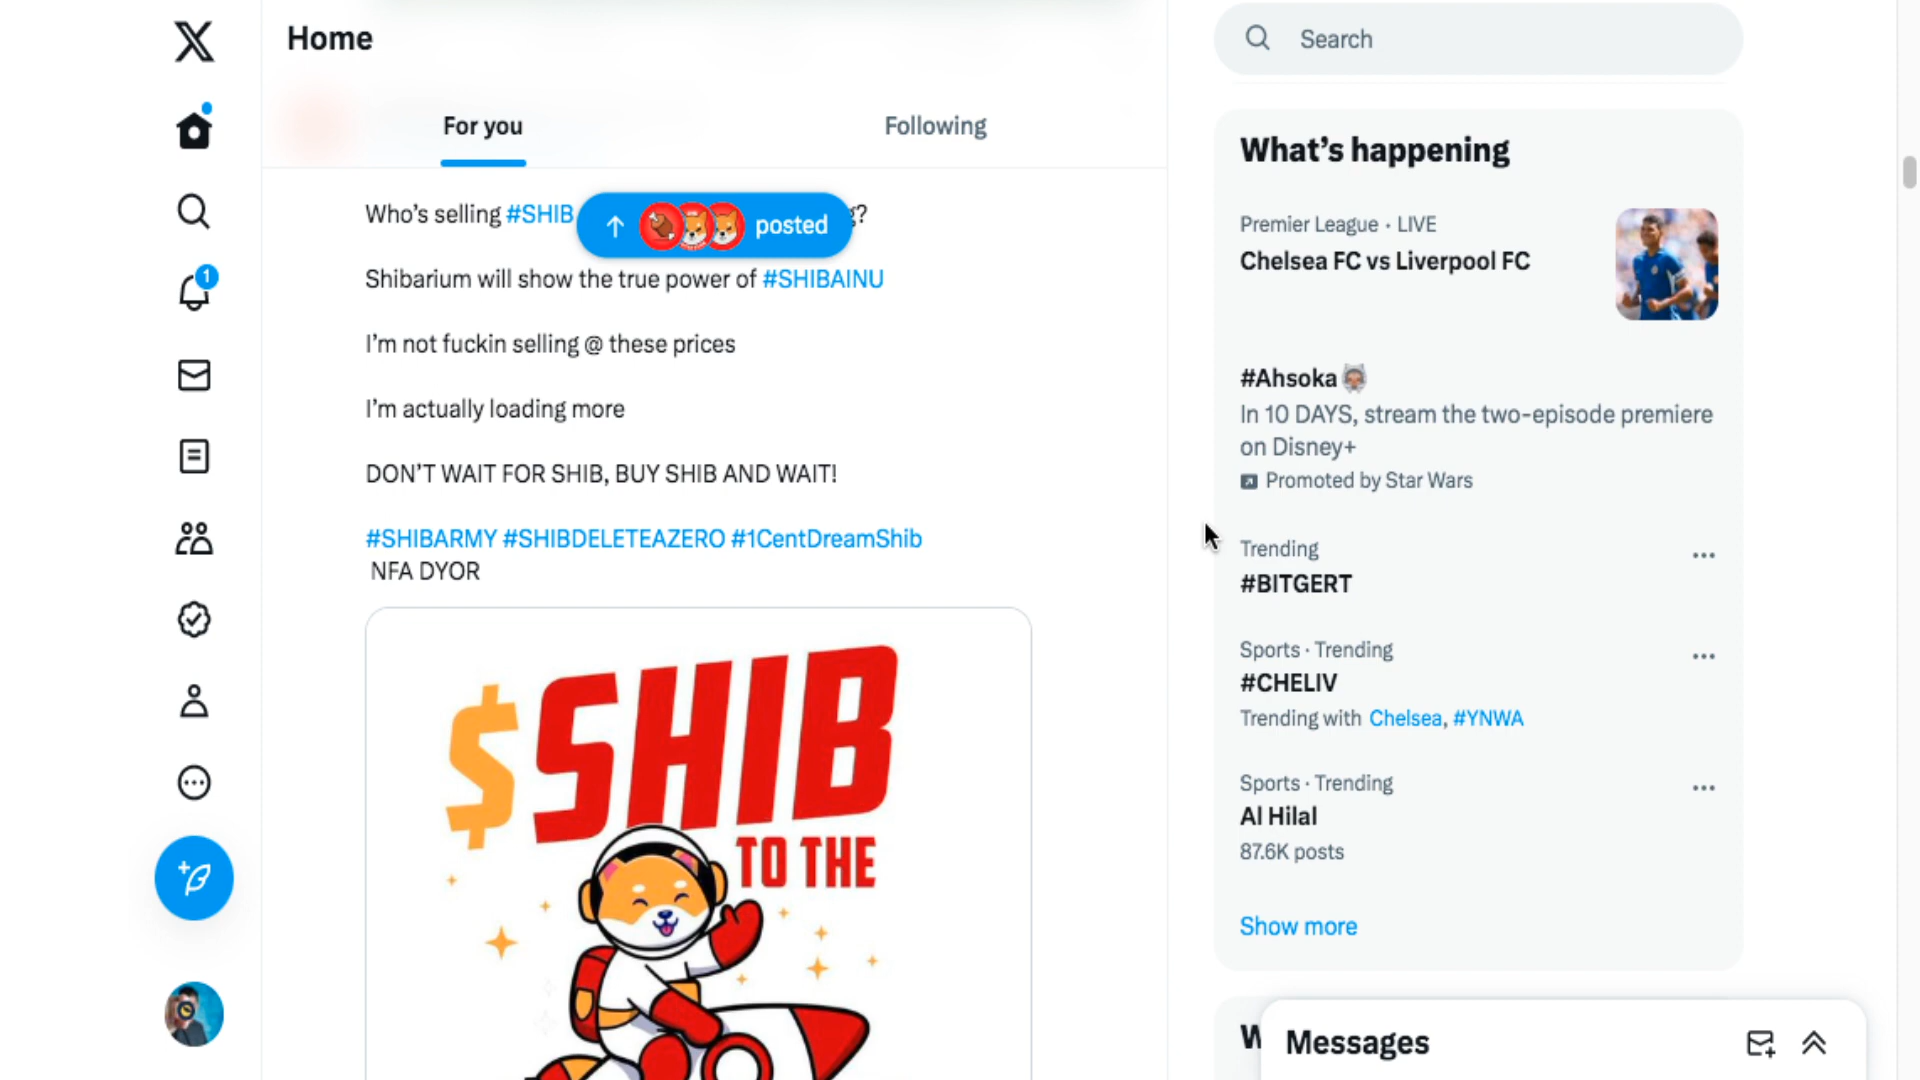 Home
For you
Following
Who's selling #SHIB
?
posted
Shibarium will show the true power of #SHIBAINU
I'm not fuckin selling @ these prices
I'm actually loading more
DON'T WAIT FOR SHIB, BUY SHIB AND WAIT!
#SHIBARMY #SHIBDELETEAZERO #1CentDreamShib
NFA DYOR
$SHIB
TO THE
1
Search
What's happening
Premier League · LIVE
Chelsea FC vs Liverpool FC
#Ahsoka
In 10 DAYS, stream the two-episode premiere
on Disney+
Promoted by Star Wars
Trending
#BITGERT
Sports · Trending
#CHELIV
Trending with Chelsea, #YNWA
Sports · Trending
Al Hilal
87.6K posts
Show more
Messages